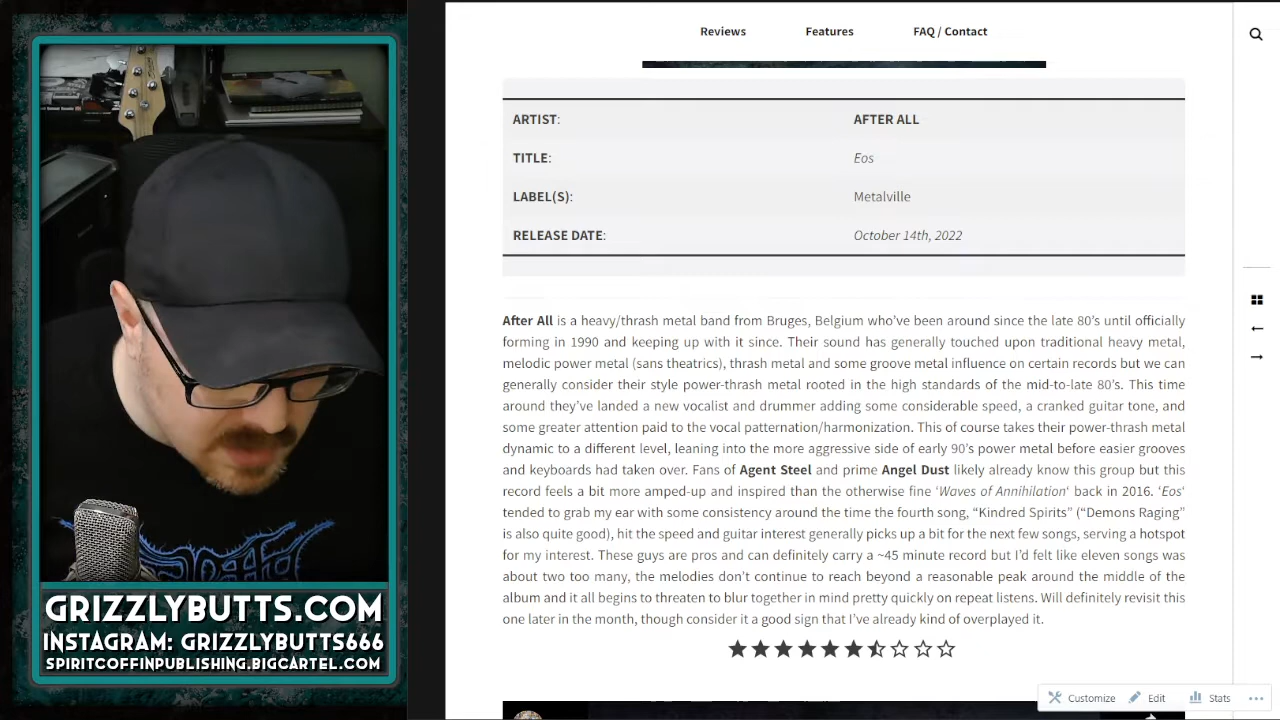 Reviews Features FAQ / Contact
ARTIST: AFTER ALL
TITLE: Eos
LABEL(S): Metalville
RELEASE DATE: October 14th, 2022
After All is a heavy/thrash metal band from Bruges, Belgium who’ve been around since the late 80’s until officially
forming in 1990 and keeping up with it since. Their sound has generally touched upon traditional heavy metal,
melodic power metal (sans theatrics), thrash metal and some groove metal influence on certain records but we can
generally consider their style power-thrash metal rooted in the high standards of the mid-to-late 80’s. This time
around they’ve landed a new vocalist and drummer adding some considerable speed, a cranked guitar tone, and
some greater attention paid to the vocal patternation/harmonization. This of course takes their power-thrash metal
dynamic to a different level, leaning into the more aggressive side of early 90’s power metal before easier grooves
and keyboards had taken over. Fans of Agent Steel and prime Angel Dust likely already know this group but this
record feels a bit more amped-up and inspired than the otherwise fine ‘Waves of Annihilation‘ back in 2016. ‘Eos‘
tended to grab my ear with some consistency around the time the fourth song, “Kindred Spirits” (“Demons Raging”
is also quite good), hit the speed and guitar interest generally picks up a bit for the next few songs, serving a hotspot
for my interest. These guys are pros and can definitely carry a ~45 minute record but I’d felt like eleven songs was
about two too many, the melodies don’t continue to reach beyond a reasonable peak around the middle of the
album and it all begins to threaten to blur together in mind pretty quickly on repeat listens. Will definitely revisit this
one later in the month, though consider it a good sign that I’ve already kind of overplayed it.
Customize Edit Stats
GRIZZLYBUTTS.COM
INSTAGRAM: GRIZZLYBUTTS666
SPIRITCOFFINPUBLISHING.BIGCARTEL.COM